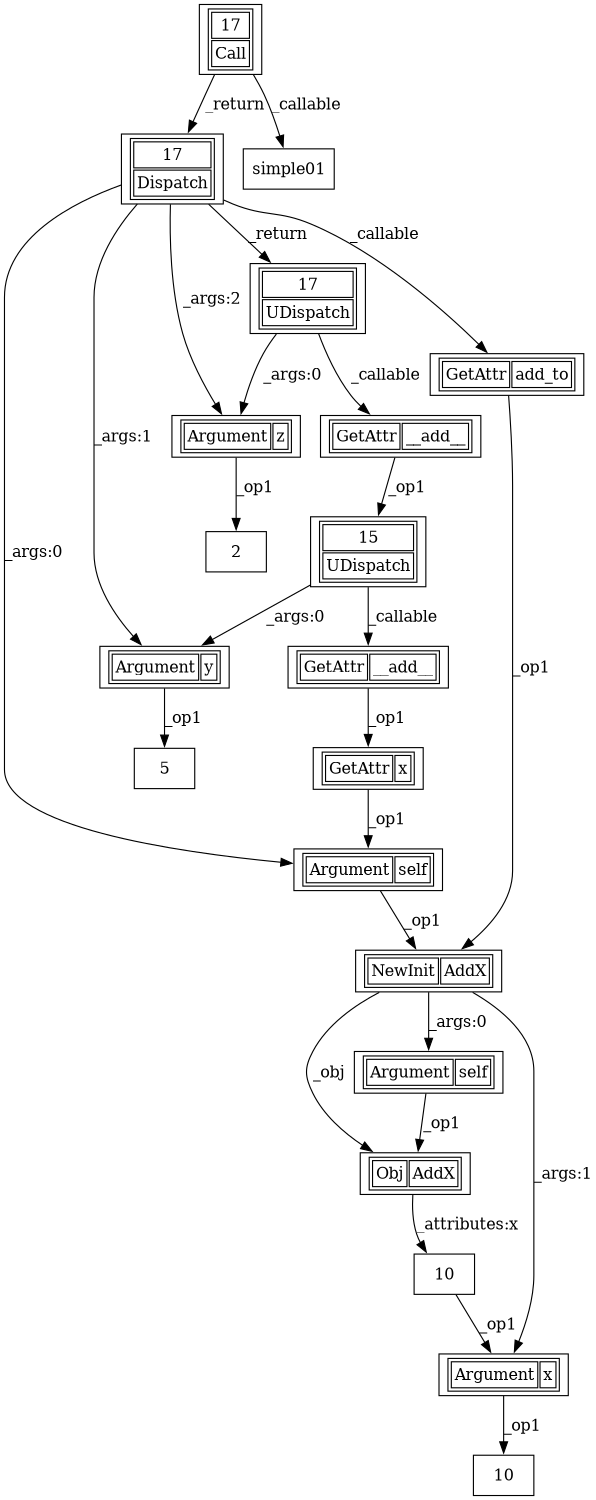 17
Call
_return
_callable
17
Dispatch
simple01
_return
_callable
_args:2
17
UDispatch
_args:0
_callable
GetAttr add_to
_args:1
Argument z
GetAttr __add__
_op1
_op1
_args:0
2
15
UDispatch
_args:0
_callable
_op1
Argument y
GetAttr __add__
_op1
_op1
5
GetAttr x
_op1
Argument self
_op1
NewInit AddX
_args:0
_obj
Argument self
_op1
_args:1
Obj AddX
_attributes:x
10
_op1
Argument x
_op1
10